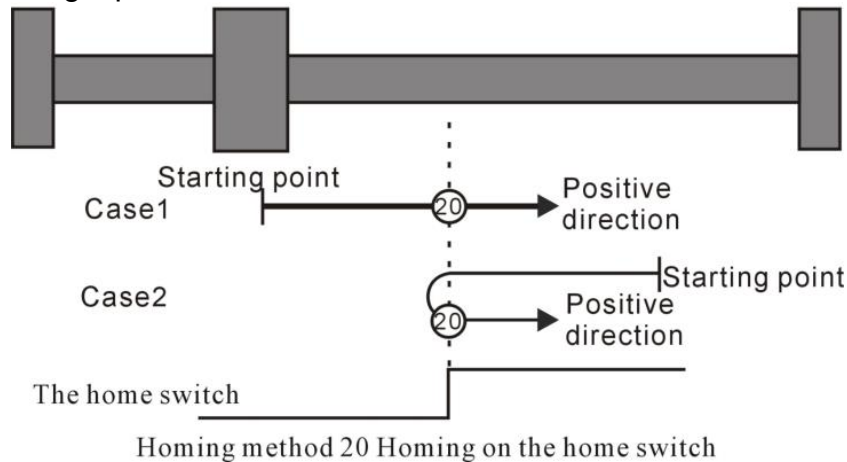 Starting point
Case1
20
Positive
direction
Starting point
Case2
20
Positive
direction
The home switch
Homing method 20 Homing on the home switch